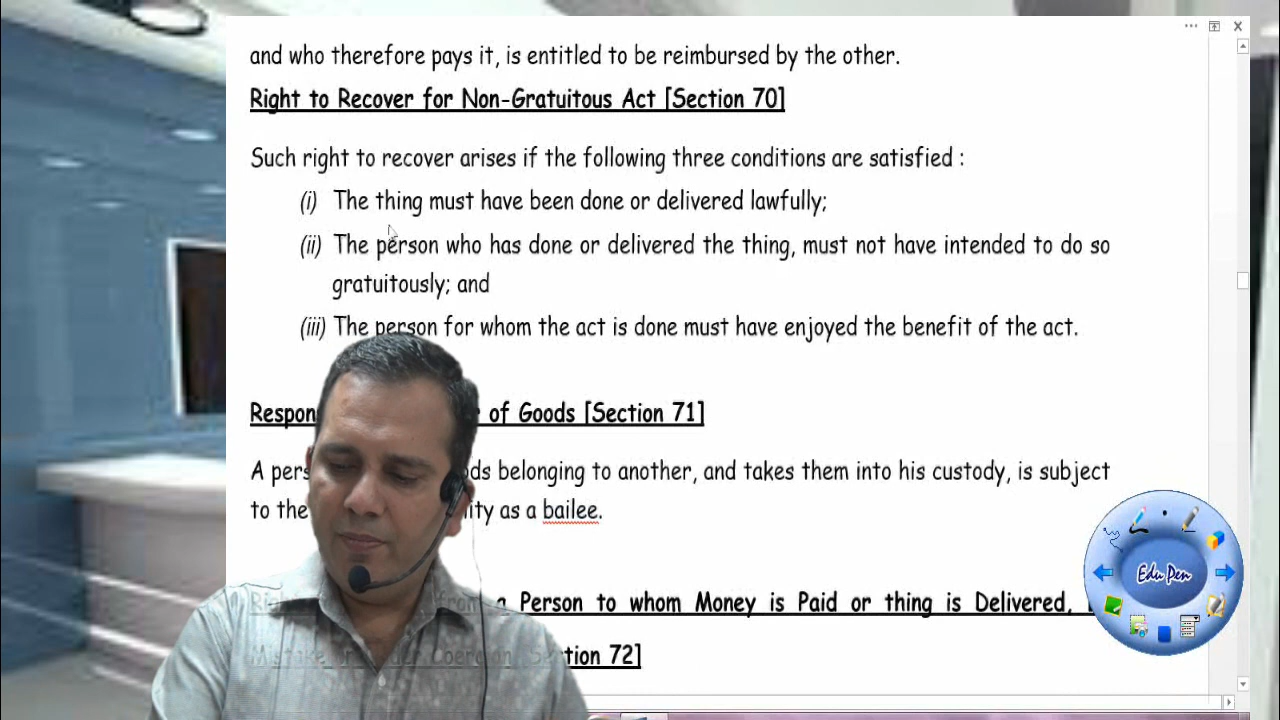 and who therefore pays it, is entitled to be reimbursed by the other.
Right to Recover for Non-Gratuitous Act [Section 70]
Such right to recover arises if the following three conditions are satisfied :
(i) The thing must have been done or delivered lawfully;
(ii) The person who has done or delivered the thing, must not have intended to do so
gratuitously; and
(iii) The person for whom the act is done must have enjoyed the benefit of the act.
of Goods [Section 71]
A belonging to another, and takes them into his custody, is subject
to the as a bailee.
a Person to whom Money is Paid or thing is Delivered,
Mistake 72]
Edu Pen